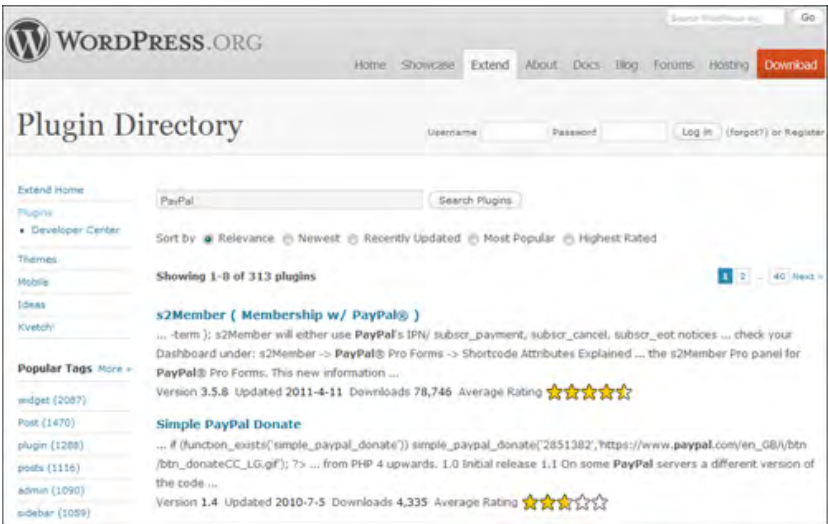 WORDPRESS.ORG
Go
Home Showcase Extend About Docs Blog Forums Hosting Download
Plugin Directory
Username Password Log in (forgot?) or Register
Extend Home
Plugins
• Developer Center
Themes
Mobile
Ideas
Kvetch!
Popular Tags More »
widget (2087)
Post (1470)
plugin (1288)
posts (1116)
admin (1090)
sidebar (1059)
PayPal Search Plugins
Sort by Relevance Newest Recently Updated Most Popular Highest Rated
Showing 1-8 of 313 plugins 1 2 … 40 Next »
s2Member ( Membership w/ PayPal® )
... -term ); s2Member will either use PayPal's IPN/ subscr_payment, subscr_cancel, subscr_eot notices ... check your
Dashboard under: s2Member -> PayPal® Pro Forms -> Shortcode Attributes Explained ... the s2Member Pro panel for
PayPal® Pro Forms. This new information ...
Version 3.5.8 Updated 2011-4-11 Downloads 78,746 Average Rating
Simple PayPal Donate
... if (function_exists('simple_paypal_donate')) simple_paypal_donate('2851382','https://www.paypal.com/en_GB/i/btn
/btn_donateCC_LG.gif'); ?> ... from PHP 4 upwards. 1.0 Initial release 1.1 On some PayPal servers a different version of
the code ...
Version 1.4 Updated 2010-7-5 Downloads 4,335 Average Rating